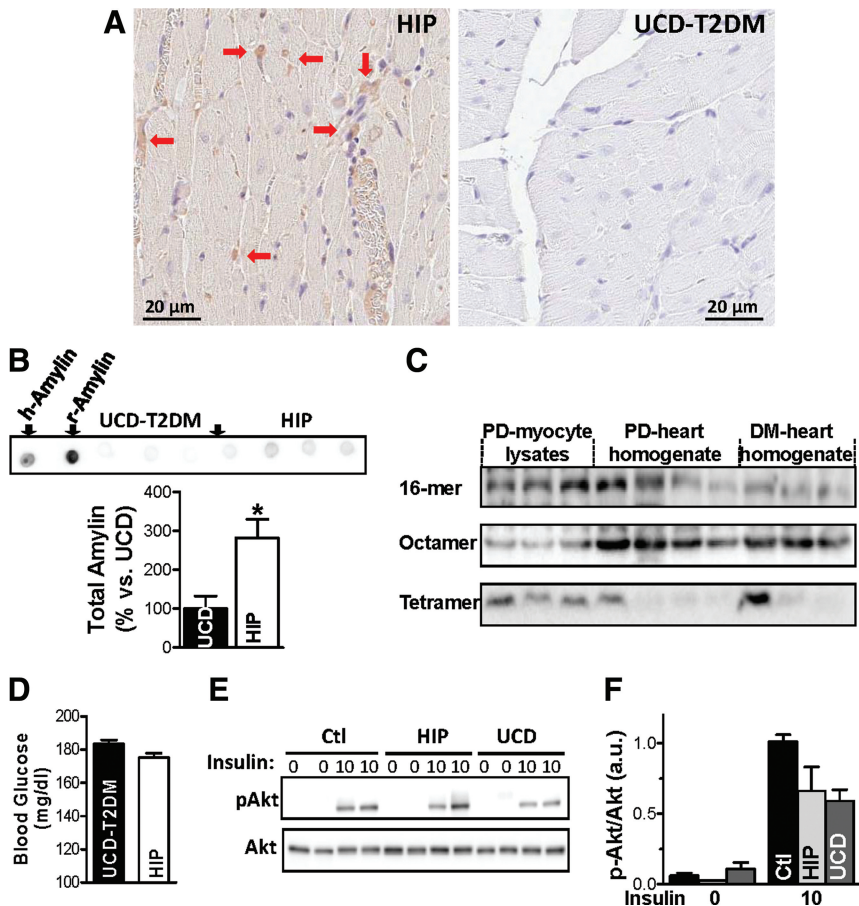 A
HIP
UCD-T2DM
20 µm
20 µm
B
h-Amylin
r-Amylin
UCD-T2DM
HIP
Total Amylin
(% vs. UCD)
400
300
200
100
0
*
UCD
HIP
C
PD-myocyte
lysates
PD-heart
homogenate
DM-heart
homogenate
16-mer
Octamer
Tetramer
D
Blood Glucose
(mg/dl)
200
180
160
140
120
100
UCD-T2DM
HIP
E
Ctl
HIP
UCD
Insulin: 0 0 10 10 0 0 10 10 0 0 10 10
pAkt
Akt
F
p-Akt/Akt (a.u.)
1.0
0.5
0.0
Ctl
HIP
UCD
Insulin 0 10